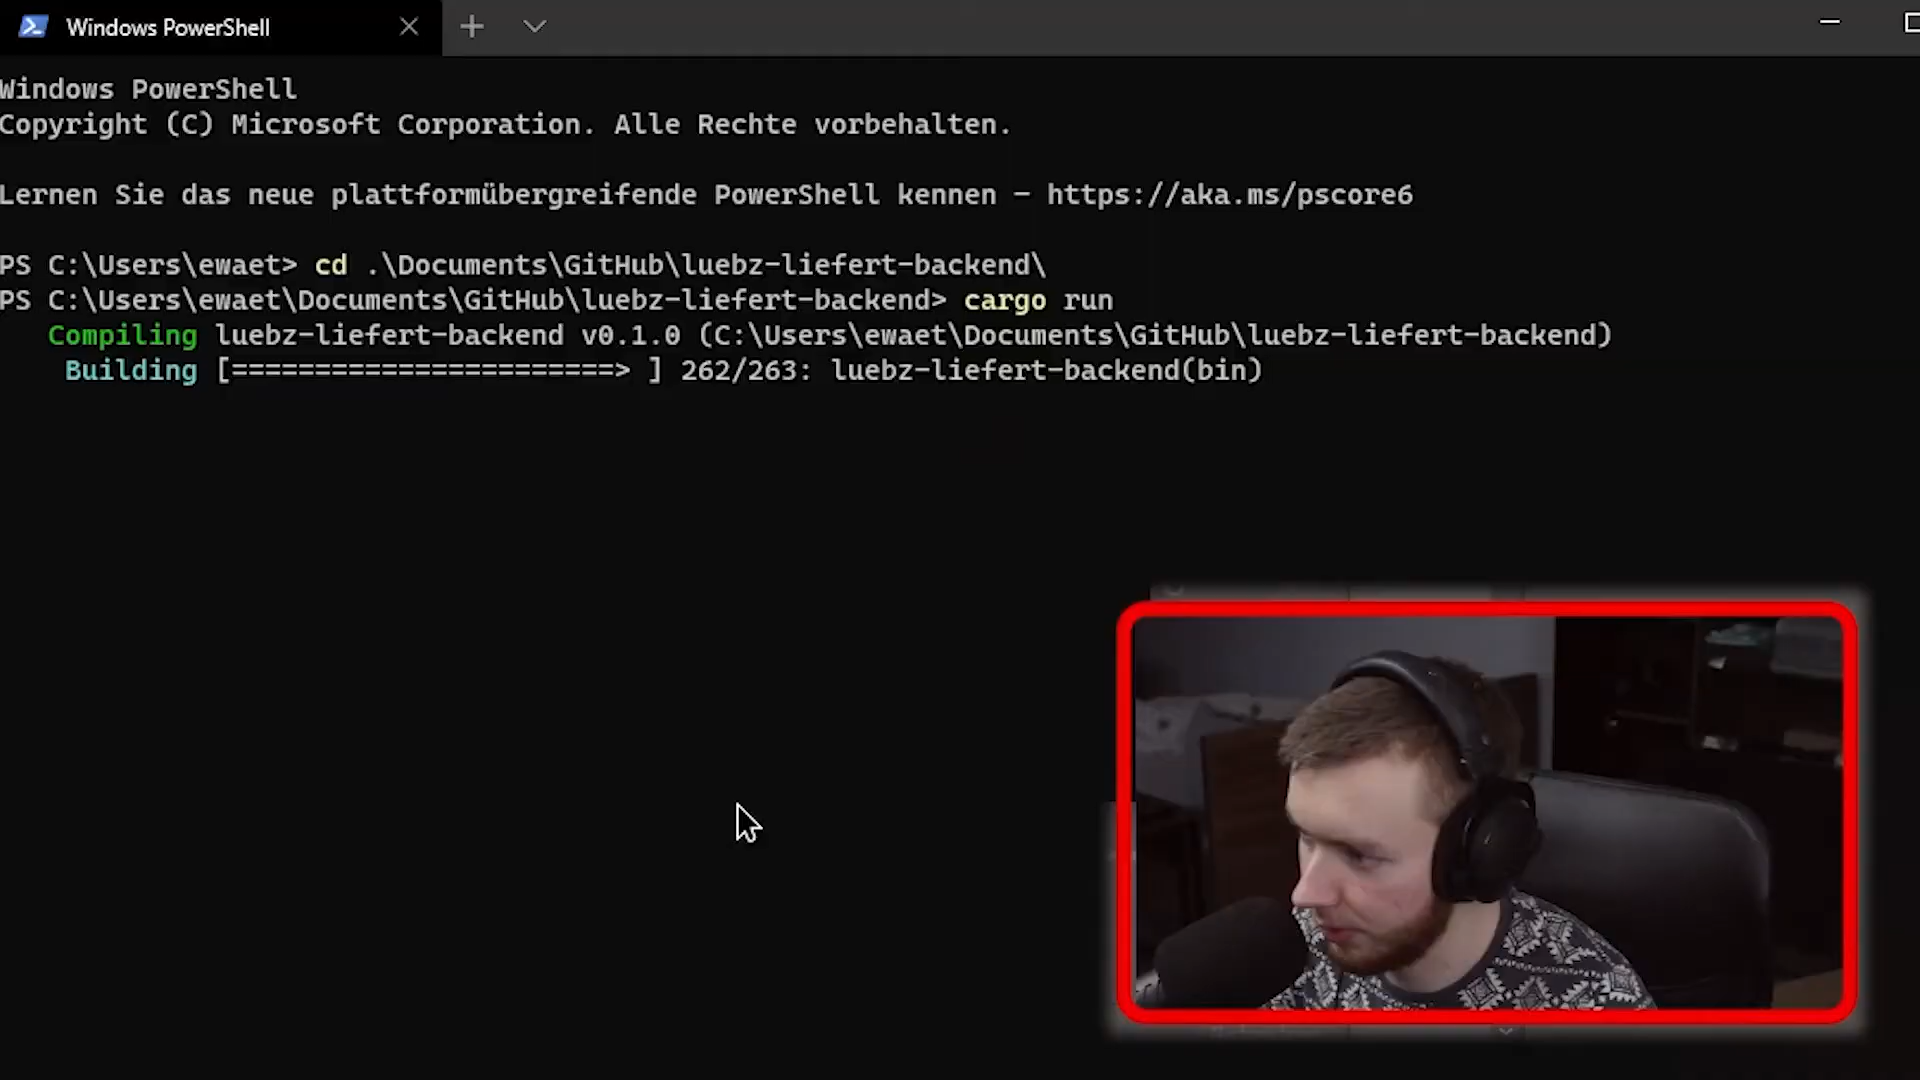 Windows PowerShell
Windows PowerShell
Copyright (C) Microsoft Corporation. Alle Rechte vorbehalten.
Lernen Sie das neue plattformübergreifende PowerShell kennen – https://aka.ms/pscore6
PS C:\Users\ewaet> cd .\Documents\GitHub\luebz-liefert-backend\
PS C:\Users\ewaet\Documents\GitHub\luebz-liefert-backend> cargo run
Compiling luebz-liefert-backend v0.1.0 (C:\Users\ewaet\Documents\GitHub\luebz-liefert-backend)
Building [=======================> ] 262/263: luebz-liefert-backend(bin)